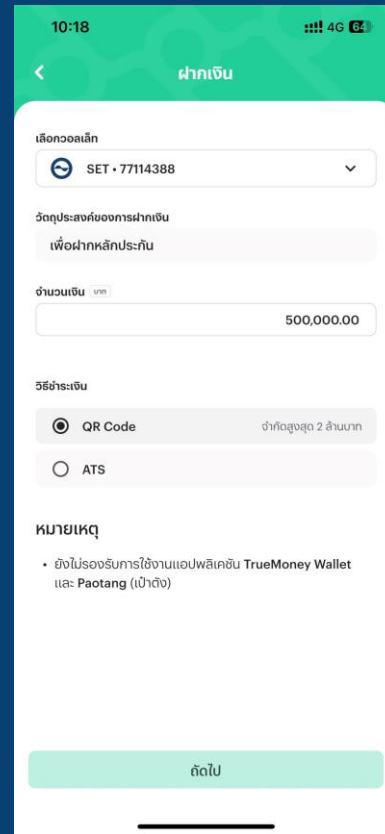 10:18
4G 64
ฝากเงิน
เลือกวอลเล็ท
SET • 77114388
วัตถุประสงค์ของการฝากเงิน
เพื่อฝากหลักประกัน
จำนวนเงิน บาท
500,000.00
วิธีชำระเงิน
QR Code จำกัดสูงสุด 2 ล้านบาท
ATS
หมายเหตุ
• ยังไม่รองรับการใช้งานแอปพลิเคชัน TrueMoney Wallet
และ Paotang (เป๋าตัง)
ถัดไป